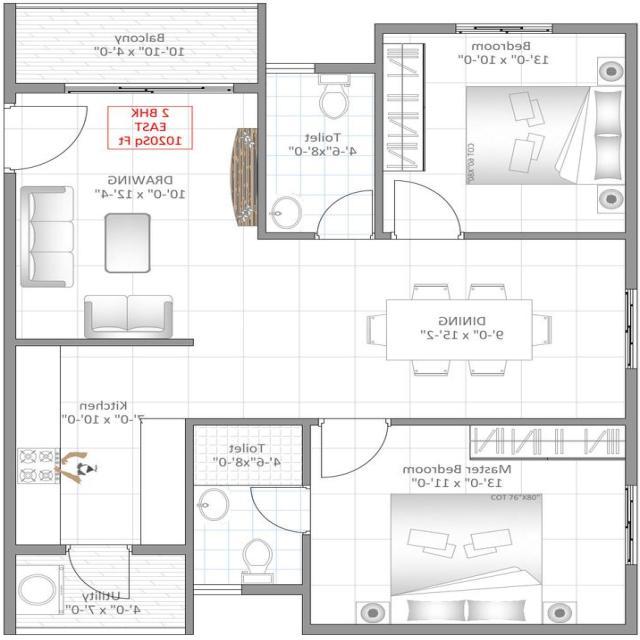 Balcony
10'-10" x 4'-0"
Bedroom
13'-0" x 10'-0"
2 BHK
EAST
1020Sq Ft
Toilet
4'-6"x8'-0"
COT 60"X80"
DRAWING
10'-0" x 12'-4"
DINING
9'-0" x 15'-2"
Kitchen
7'-0" x 10'-0"
Toilet
4'-6"x8'-0"
Master Bedroom
13'-0" x 11'-0"
COT 76"X80"
Utility
4'-0" x 7'-0"